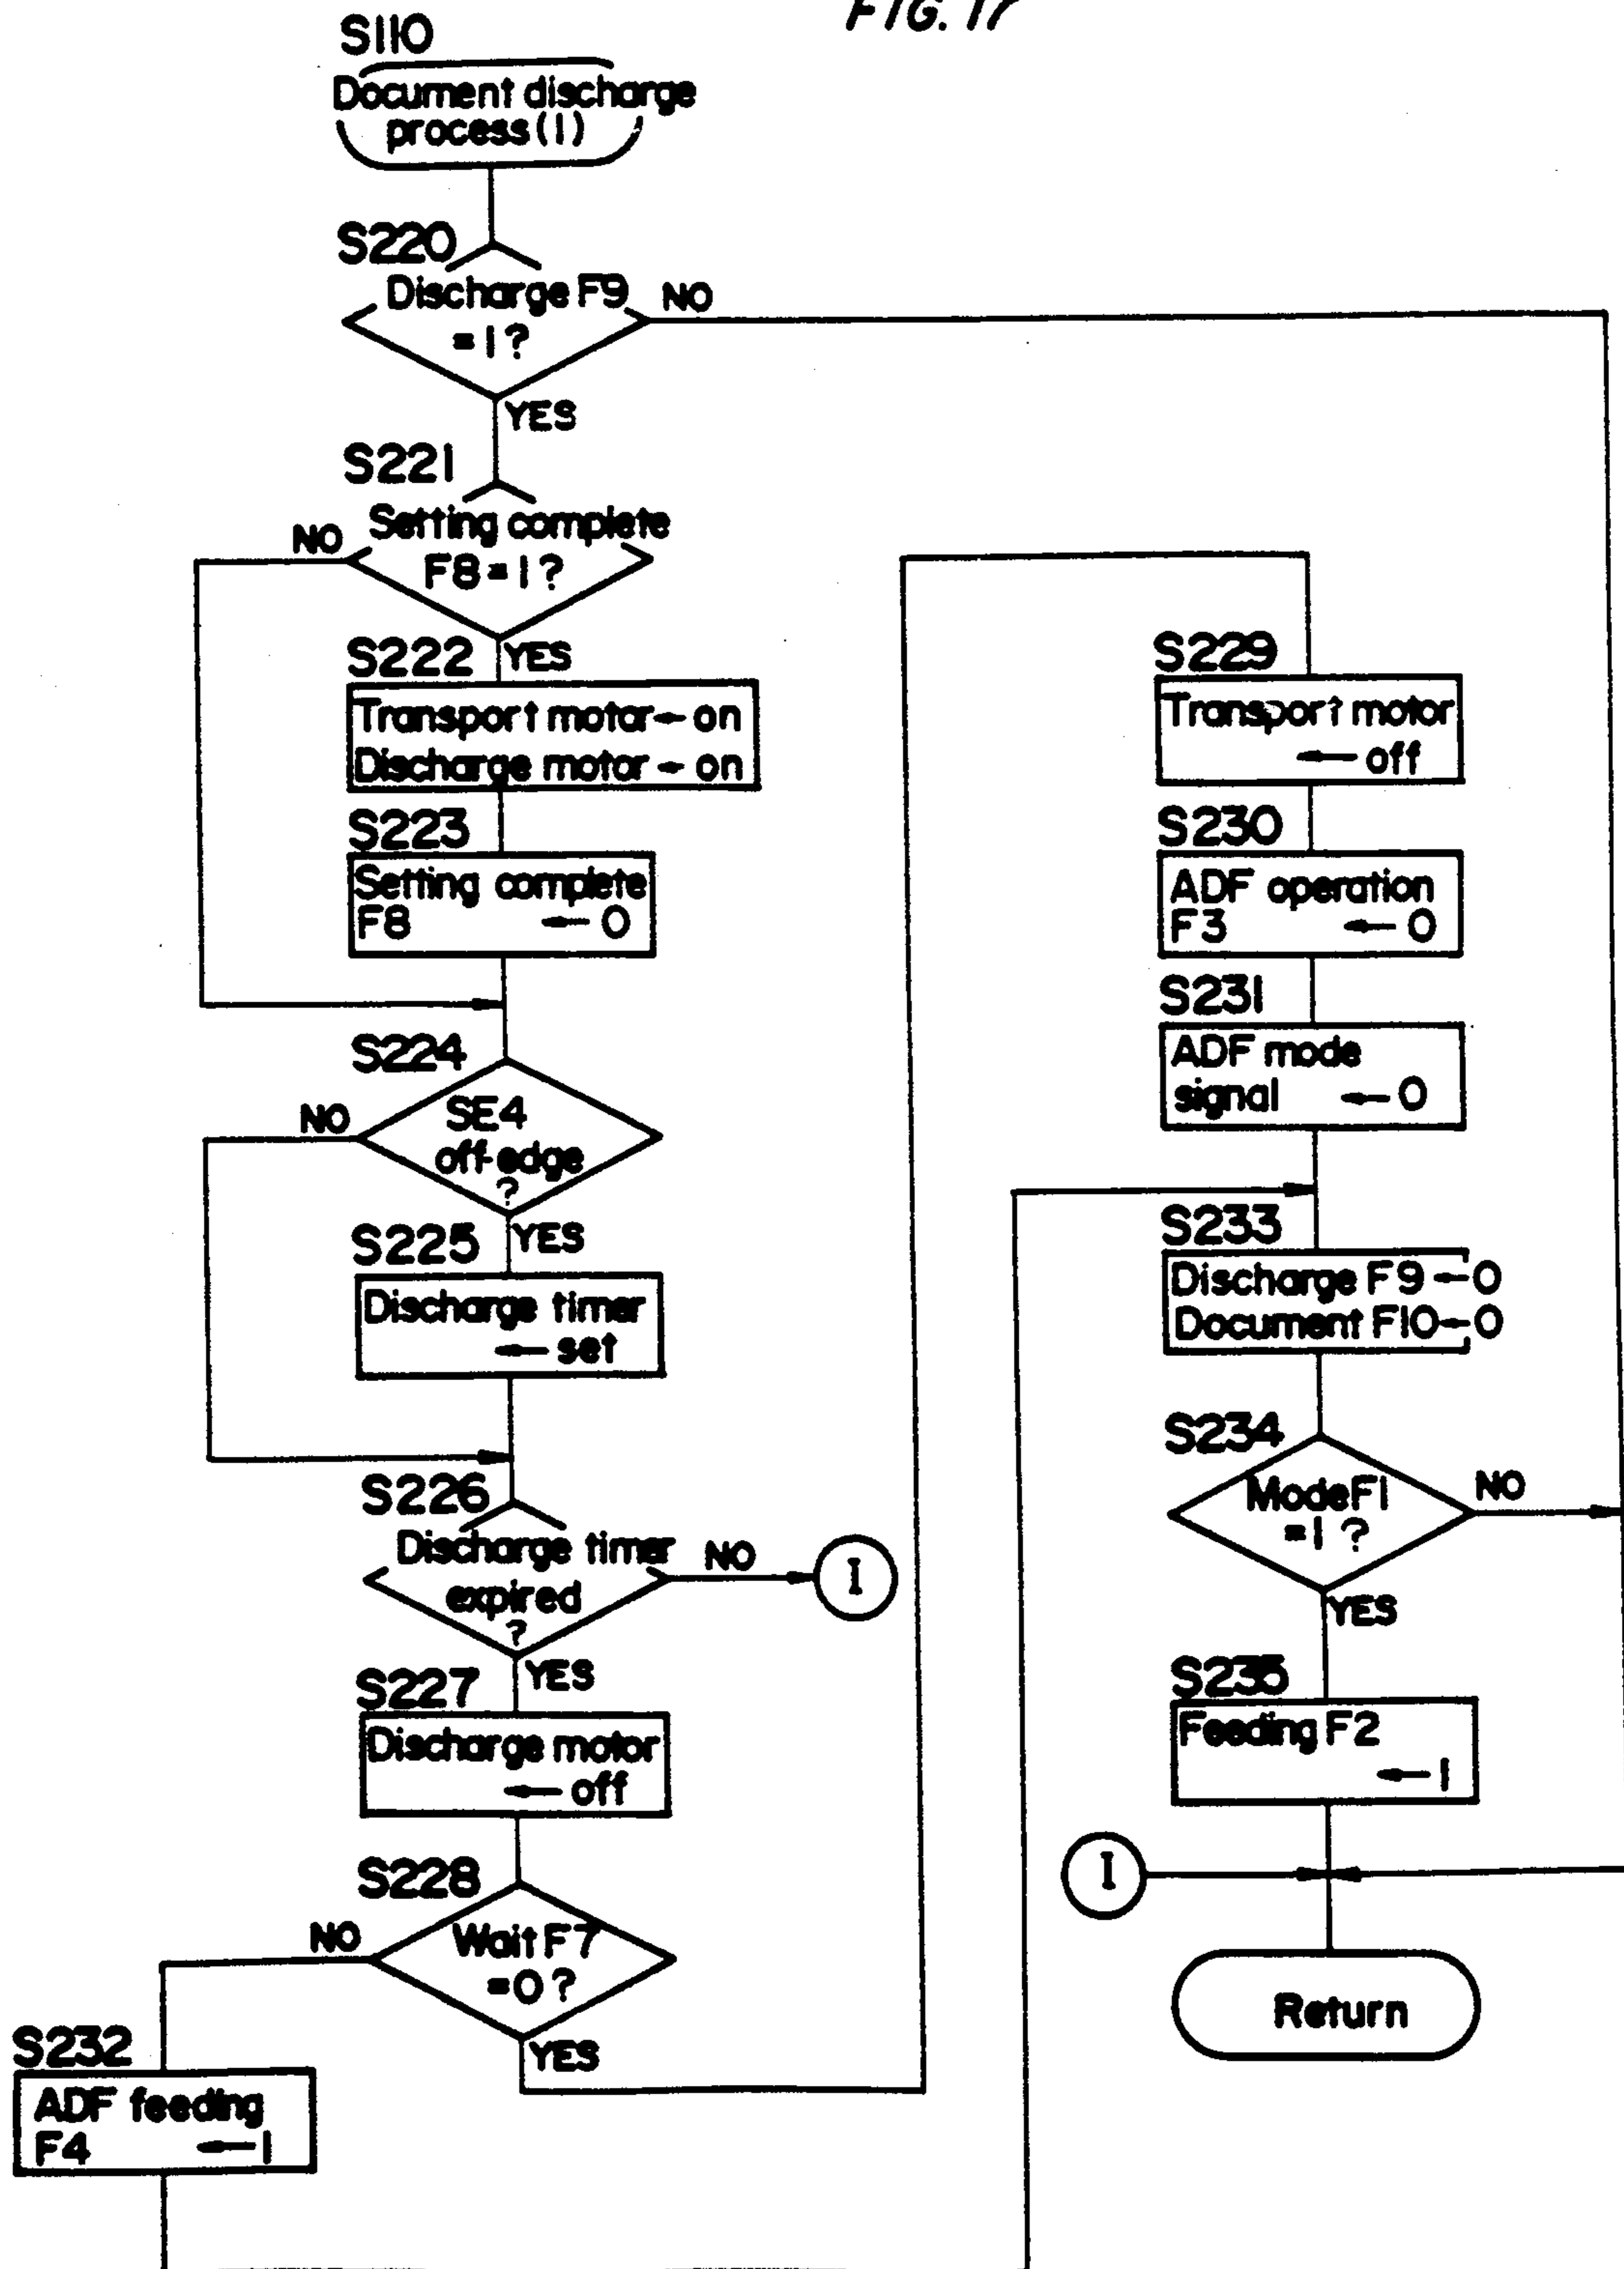 FIG. 17
S110
Document discharge
process(1)
S220
Discharge F9
=1?
NO
YES
S221
Setting complete
F8=1?
NO
YES
S222
Transport motor←on
Discharge motor←on
S223
Setting complete
F8 ←0
S224
SE4
off-edge
?
NO
YES
S225
Discharge timer
←set
S226
Discharge timer
expired
?
NO
I
YES
S227
Discharge motor
←off
S228
Wait F7
=0?
NO
YES
S232
ADF feeding
F4 ←1
S229
Transport motor
←off
S230
ADF operation
F3 ←0
S231
ADF mode
signal ←0
S233
Discharge F9←0
Document F10←0
S234
Mode F1
=1?
NO
YES
S235
Feeding F2
←1
I
Return